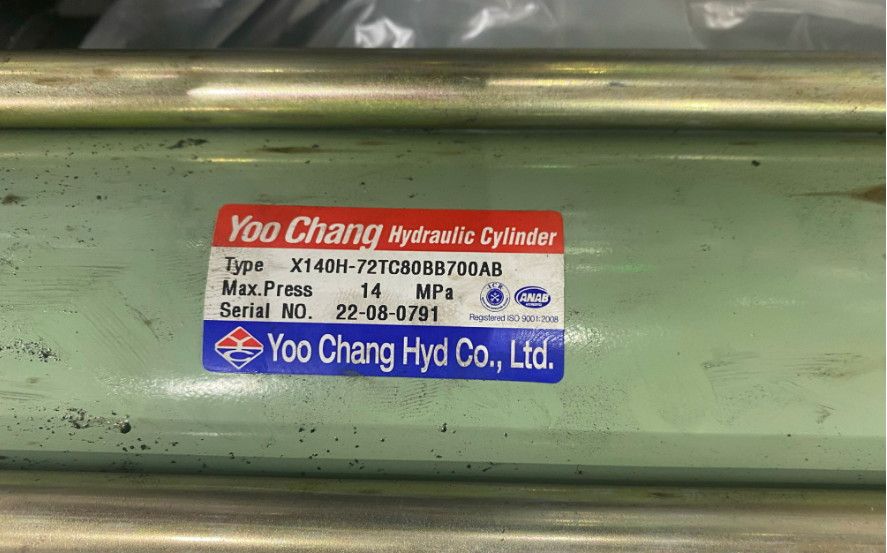 Yoo Chang Hydraulic Cylinder
Type X140H-72TC80BB700AB
Max.Press 14 MPa
ANAB
Serial NO. 22-08-0791
Registered ISO 9001:2008
Yoo Chang Hyd Co., Ltd.